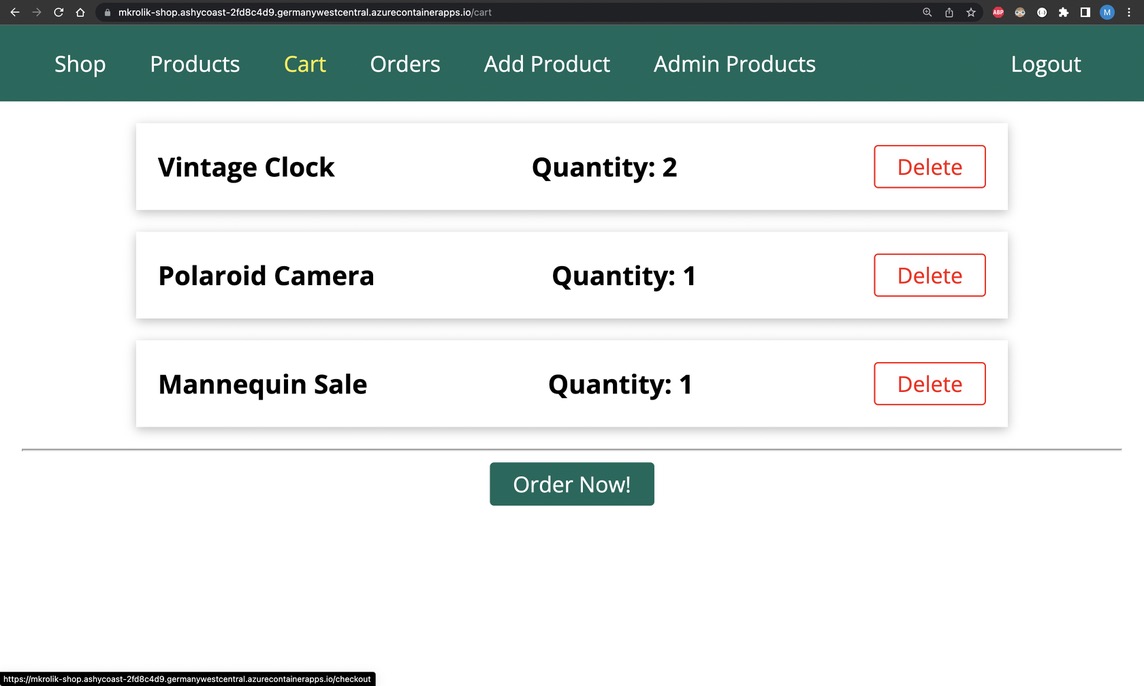 mkrolik-shop.ashycoast-2fd8c4d9.germanywestcentral.azurecontainerapps.io/cart ABP M
Shop Products Cart Orders Add Product Admin Products Logout
Vintage Clock Quantity: 2 Delete
Polaroid Camera Quantity: 1 Delete
Mannequin Sale Quantity: 1 Delete
Order Now!
https://mkrolik-shop.ashycoast-2fd8c4d9.germanywestcentral.azurecontainerapps.io/checkout